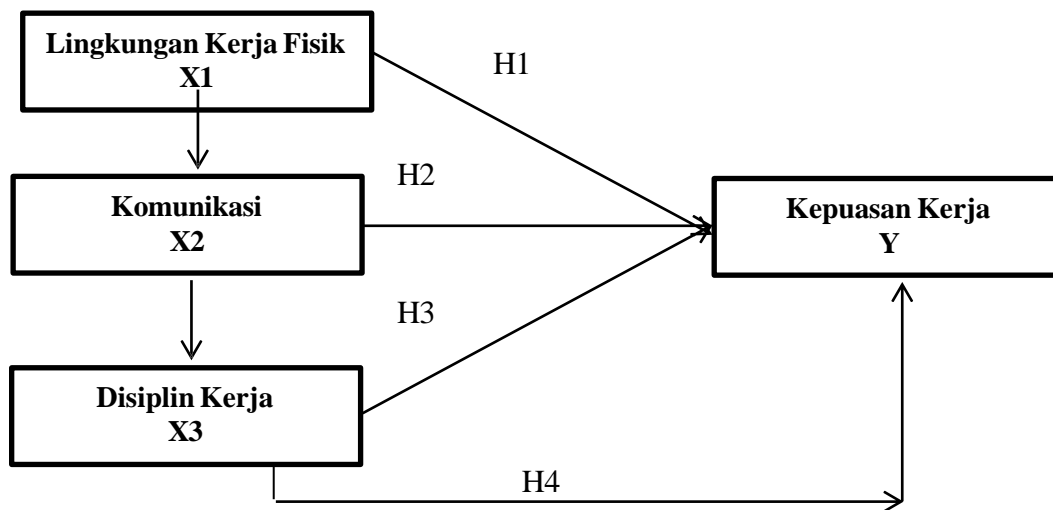 Lingkungan Kerja Fisik
X1
H1
H2
Komunikasi
X2
Kepuasan Kerja
Y
H3
Disiplin Kerja
X3
H4